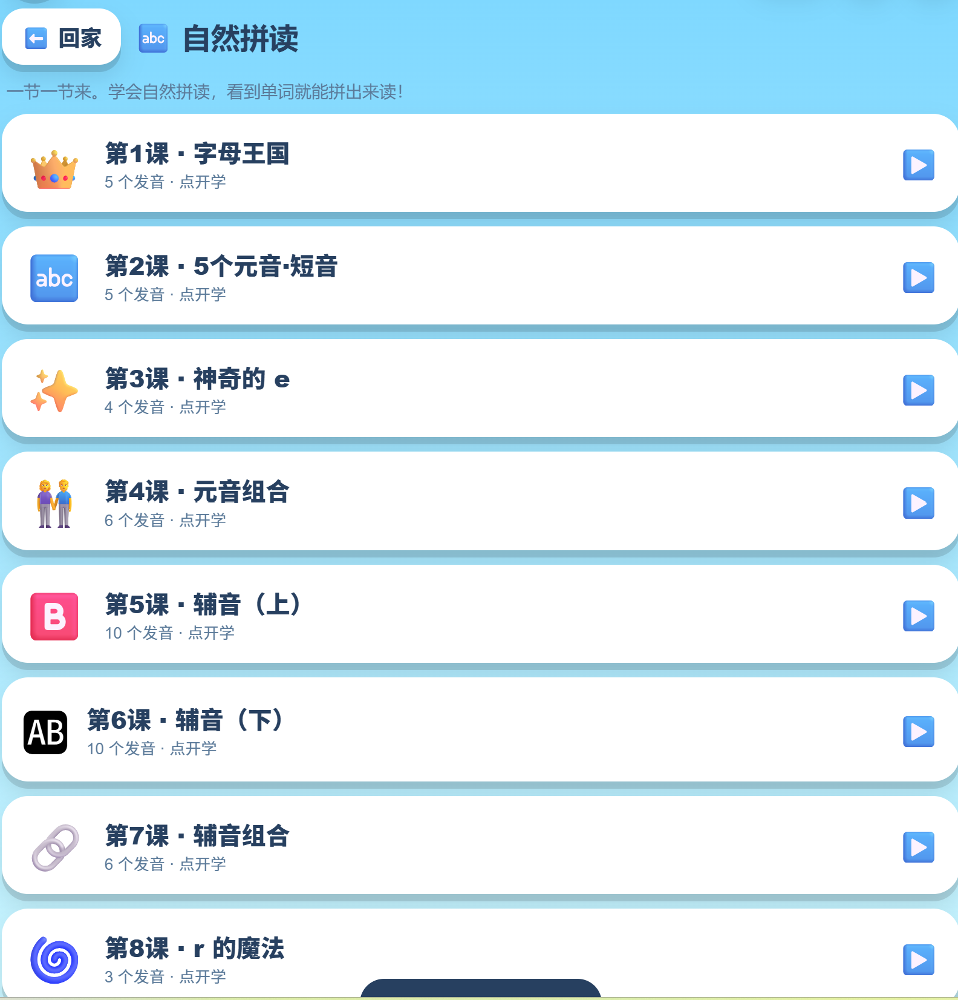 回家
abc 自然拼读
一节一节来。学会自然拼读，看到单词就能拼出来读！
第1课 · 字母王国
5 个发音 · 点开学
abc
第2课 · 5个元音·短音
5 个发音 · 点开学
第3课 · 神奇的 e
4 个发音 · 点开学
第4课 · 元音组合
6 个发音 · 点开学
B
第5课 · 辅音（上）
10 个发音 · 点开学
AB
第6课 · 辅音（下）
10 个发音 · 点开学
第7课 · 辅音组合
6 个发音 · 点开学
第8课 · r 的魔法
3 个发音 · 点开学